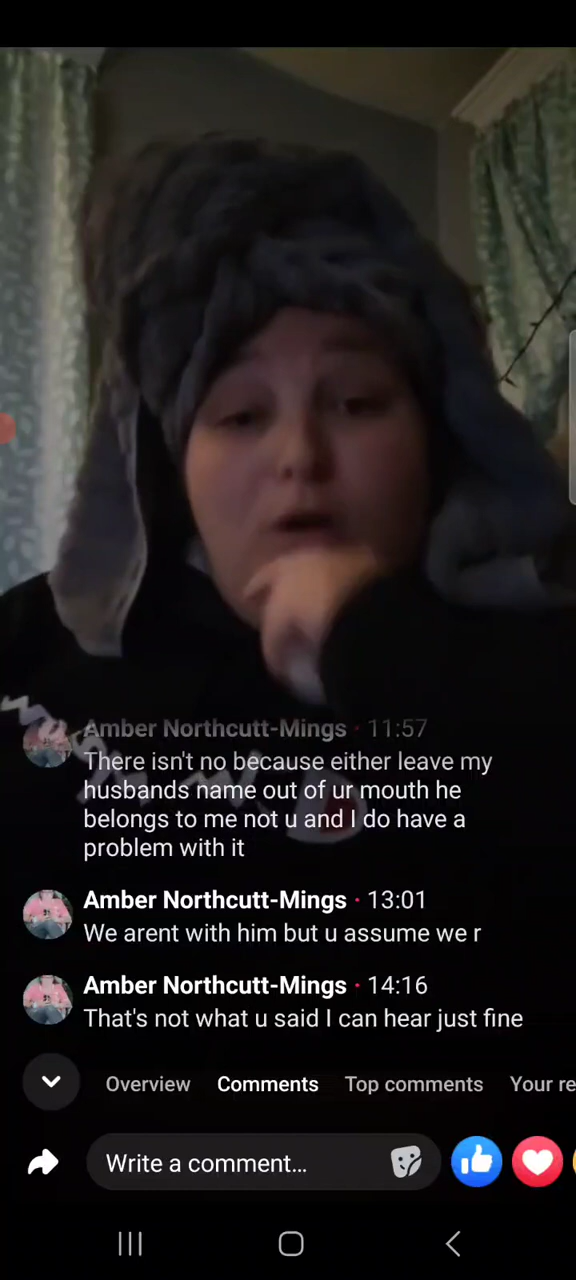 Amber Northcutt-Mings · 11:57
There isn't no because either leave my
husbands name out of ur mouth he
belongs to me not u and I do have a
problem with it
Amber Northcutt-Mings · 13:01
We arent with him but u assume we r
Amber Northcutt-Mings · 14:16
That's not what u said I can hear just fine
Overview Comments Top comments Your re
Write a comment...